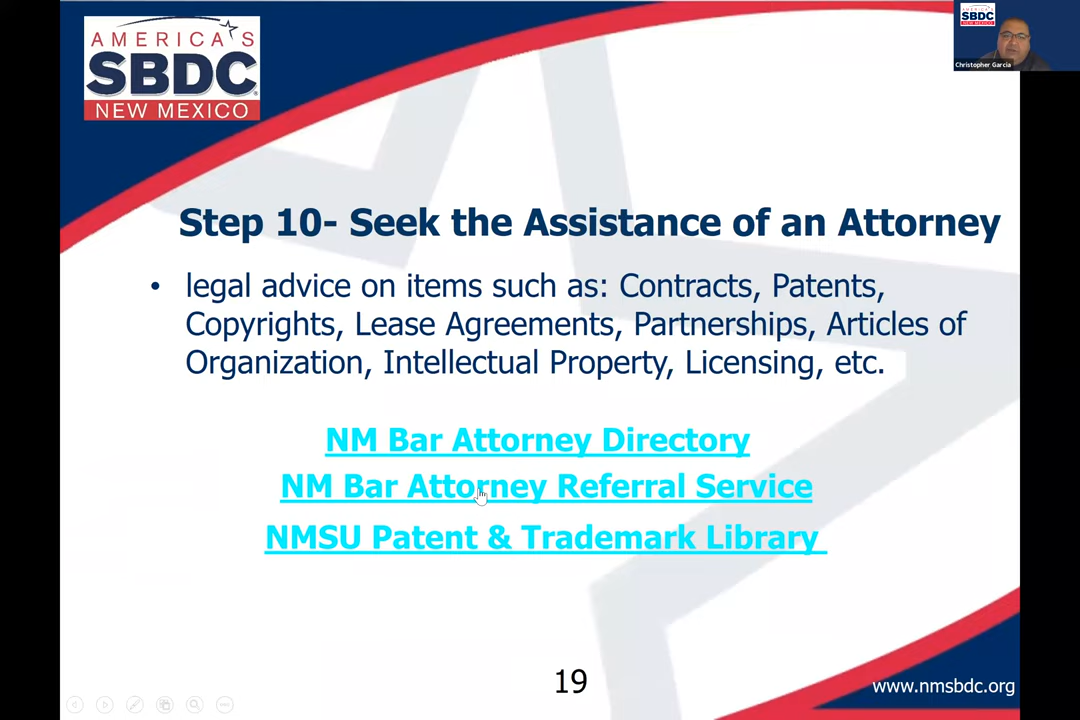 AMERICA'S
SBDC
NEW MEXICO
SBDC
Christopher Garcia
Step 10- Seek the Assistance of an Attorney
• legal advice on items such as: Contracts, Patents,
Copyrights, Lease Agreements, Partnerships, Articles of
Organization, Intellectual Property, Licensing, etc.
NM Bar Attorney Directory
NM Bar Attorney Referral Service
NMSU Patent & Trademark Library
19
www.nmsbdc.org